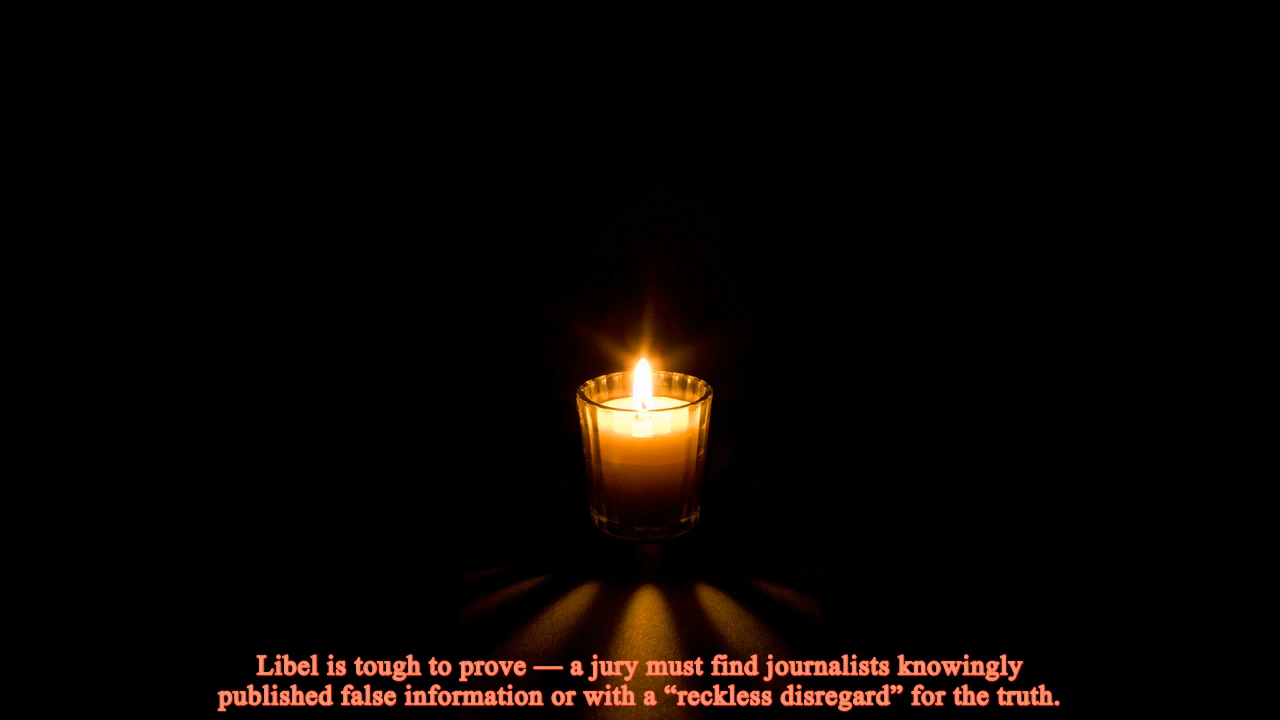 Libel is tough to prove — a jury must find journalists knowingly
published false information or with a “reckless disregard” for the truth.